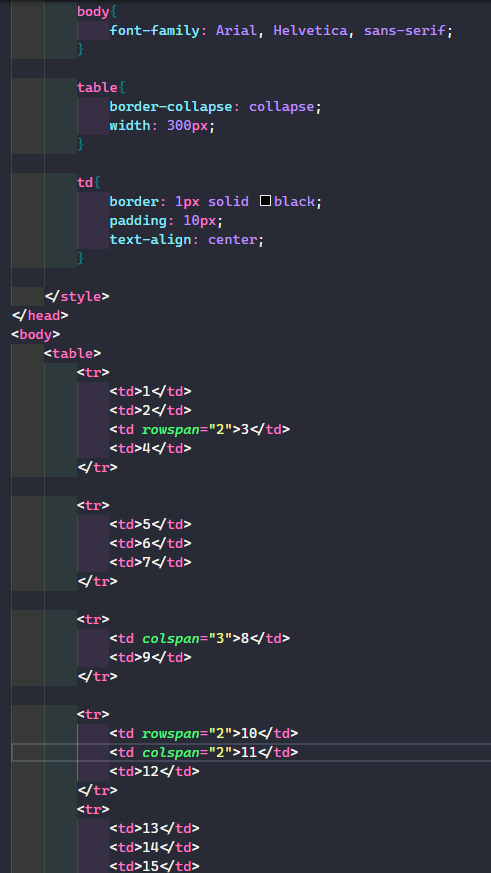 body{
font-family: Arial, Helvetica, sans-serif;
}
table{
border-collapse: collapse;
width: 300px;
}
td{
border: 1px solid black;
padding: 10px;
text-align: center;
}
</style>
</head>
<body>
<table>
<tr>
<td>1</td>
<td>2</td>
<td rowspan="2">3</td>
<td>4</td>
</tr>
<tr>
<td>5</td>
<td>6</td>
<td>7</td>
</tr>
<tr>
<td colspan="3">8</td>
<td>9</td>
</tr>
<tr>
<td rowspan="2">10</td>
<td colspan="2">11</td>
<td>12</td>
</tr>
<tr>
<td>13</td>
<td>14</td>
<td>15</td>